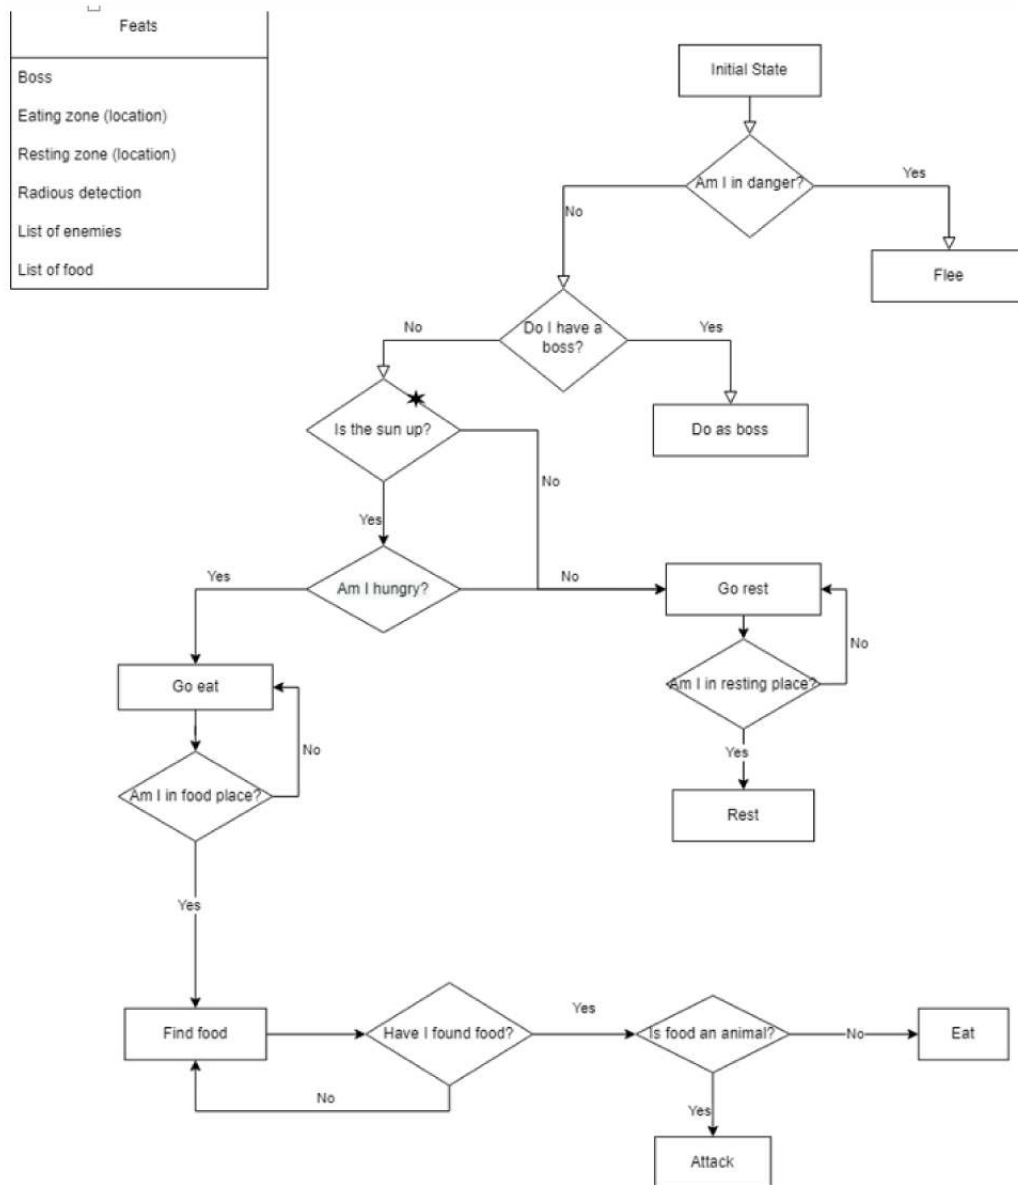 Feats
Boss
Eating zone (location)
Resting zone (location)
Radious detection
List of enemies
List of food
Initial State
Am I in danger?
Yes
No
Flee
Do I have a
boss?
No
Yes
Is the sun up?
Do as boss
No
Yes
Am I hungry?
Yes
No
Go rest
No
Am I in resting place?
Go eat
No
Yes
Am I in food place?
Rest
Yes
Find food
Have I found food?
Yes
Is food an animal?
No
Eat
No
Yes
Attack